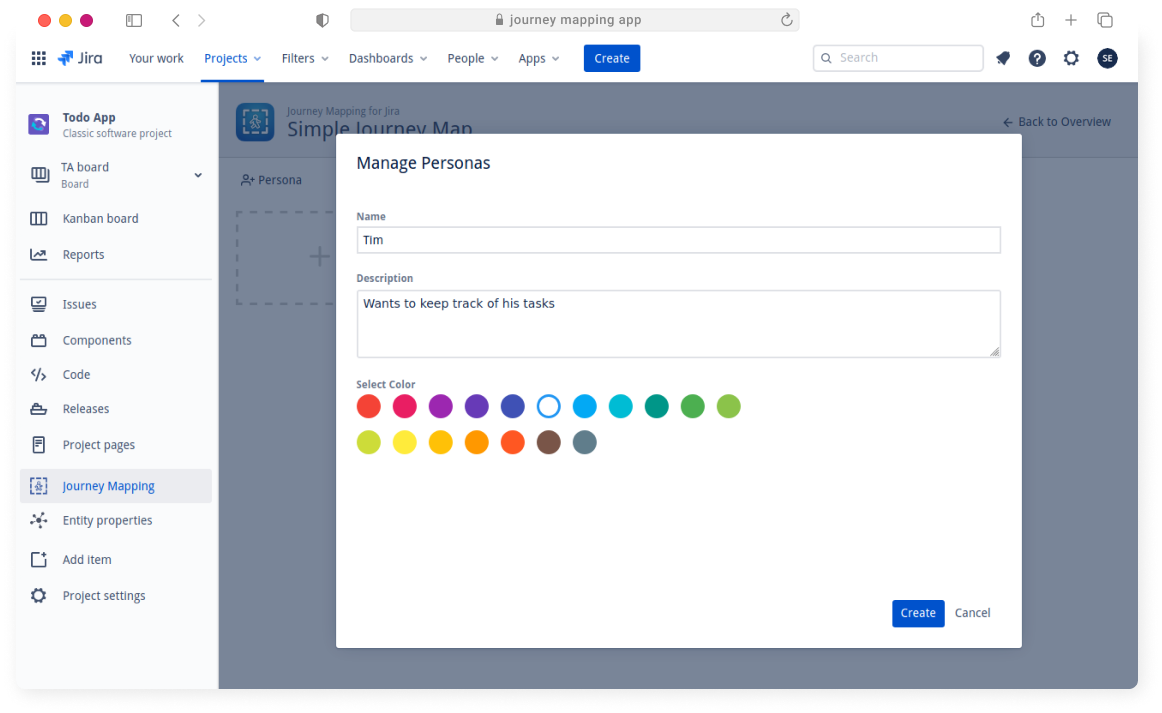 journey mapping app
Jira Your work Projects Filters Dashboards People Apps Create Search SE
Todo App
Classic software project
TA board
Board
Kanban board
Reports
Issues
Components
Code
Releases
Project pages
Journey Mapping
Entity properties
Add item
Project settings
Journey Mapping for Jira
Simple Journey Map
Back to Overview
Persona
Manage Personas
Name
Tim
Description
Wants to keep track of his tasks
Select Color
Create Cancel